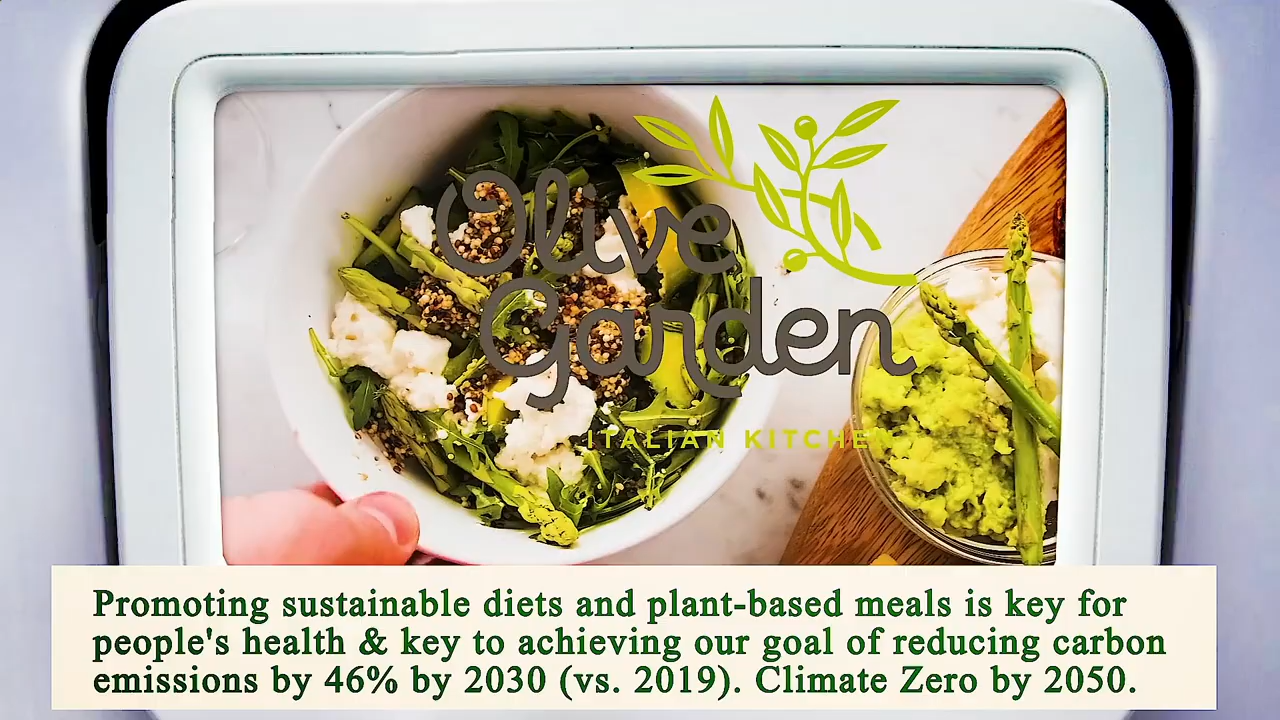 Olive
Garden
ITALIAN KITCHEN
Promoting sustainable diets and plant-based meals is key for
people's health & key to achieving our goal of reducing carbon
emissions by 46% by 2030 (vs. 2019). Climate Zero by 2050.